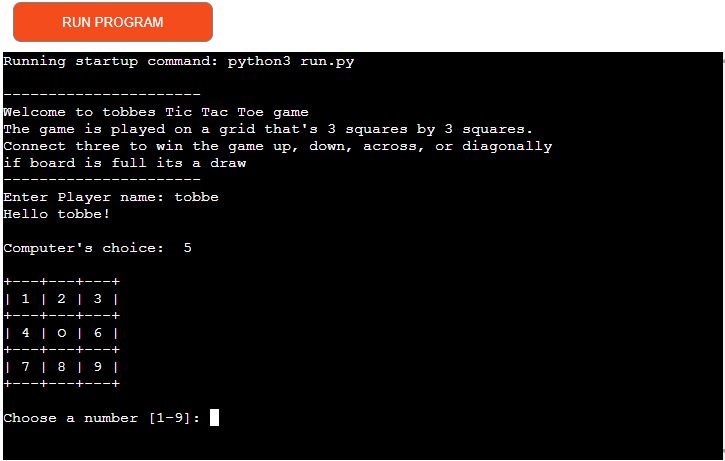 RUN PROGRAM
Running startup command: python3 run.py
----------------------
Welcome to tobbes Tic Tac Toe game
The game is played on a grid that's 3 squares by 3 squares.
Connect three to win the game up, down, across, or diagonally
if board is full its a draw
----------------------
Enter Player name: tobbe
Hello tobbe!
Computer's choice:  5
+---+---+---+
| 1 | 2 | 3 |
+---+---+---+
| 4 | O | 6 |
+---+---+---+
| 7 | 8 | 9 |
+---+---+---+
Choose a number [1-9]: